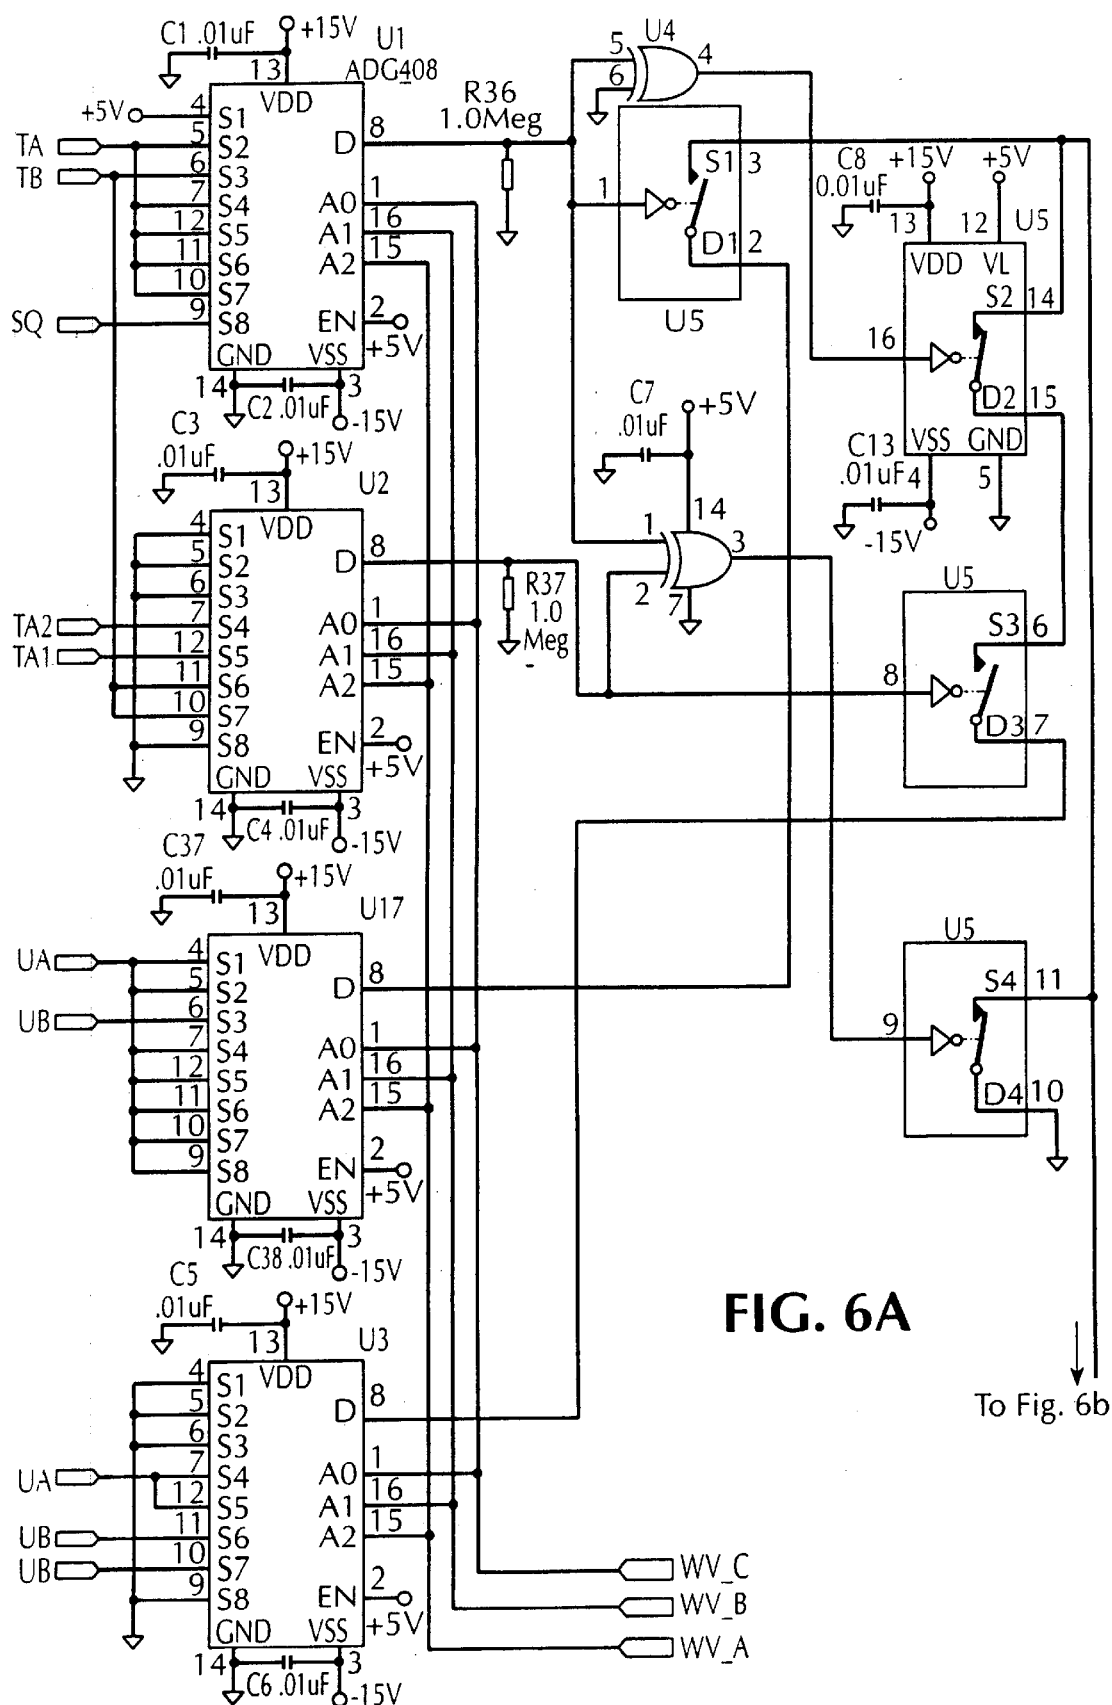 C1 .01uF
+15V
U1
ADG408
13
VDD
+5V
4 S1
TA
5 S2
TB
6 S3
7 S4
12 S5
11 S6
10 S7
SQ
9 S8
D 8
A0 1
A1 16
A2 15
EN 2
+5V
GND
VSS
14
3
C2 .01uF
-15V
R36
1.0Meg
U4
5
6
4
S1 3
1
D1 2
U5
C8
0.01uF
+15V
+5V
13
12
U5
VDD
VL
S2
14
16
D2
15
VSS
GND
C13
.01uF
4
5
-15V
C7
.01uF
+5V
14
1
2
3
7
C3
.01uF
+15V
U2
13
VDD
4 S1
5 S2
6 S3
TA2
7 S4
TA1
12 S5
11 S6
10 S7
9 S8
D 8
A0 1
A1 16
A2 15
EN 2
+5V
GND
VSS
14
3
C4 .01uF
-15V
R37
1.0
Meg
U5
S3 6
8
D3 7
C37
.01uF
+15V
U17
13
VDD
UA
4 S1
5 S2
UB
6 S3
7 S4
12 S5
11 S6
10 S7
9 S8
D 8
A0 1
A1 16
A2 15
EN 2
+5V
GND
VSS
14
3
C38 .01uF
-15V
U5
S4 11
9
D4 10
C5
.01uF
+15V
U3
13
VDD
4 S1
5 S2
6 S3
UA
7 S4
12 S5
UB
11 S6
UB
10 S7
9 S8
D 8
A0 1
A1 16
A2 15
EN 2
+5V
GND
VSS
14
3
C6 .01uF
-15V
FIG. 6A
To Fig. 6b
WV_C
WV_B
WV_A